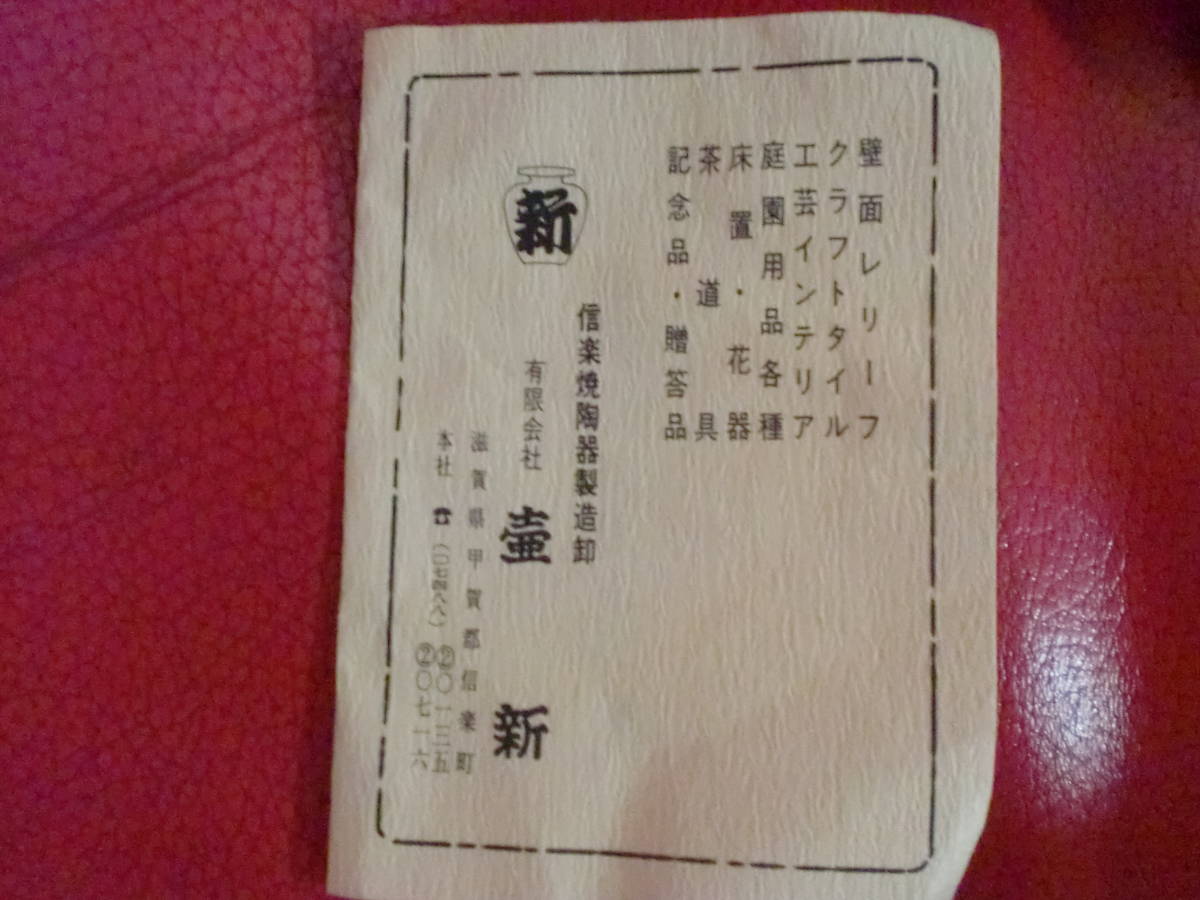 壁面レリーフ
クラフトタイル
工芸インテリア
庭園用品各種
床置・花器
茶道具
記念品・贈答品
信楽焼陶器製造卸
新
有限会社 壷新
滋賀県甲賀郡信楽町
本社 ☎ (〇七四八八) ②〇一三五
②〇七一六